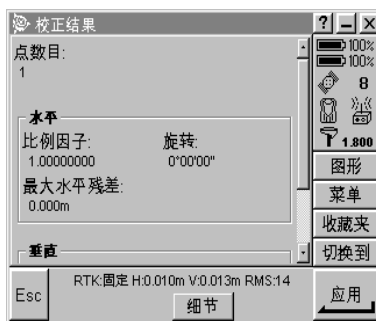 校正结果
? – X
点数目:
1
水平
比例因子:
旋转:
1.00000000
0°00'00"
最大水平残差:
0.000m
垂直
100%
100%
8
1.800
图形
菜单
收藏夹
切换到
Esc
RTK:固定 H:0.010m V:0.013m RMS:14
细节
应用